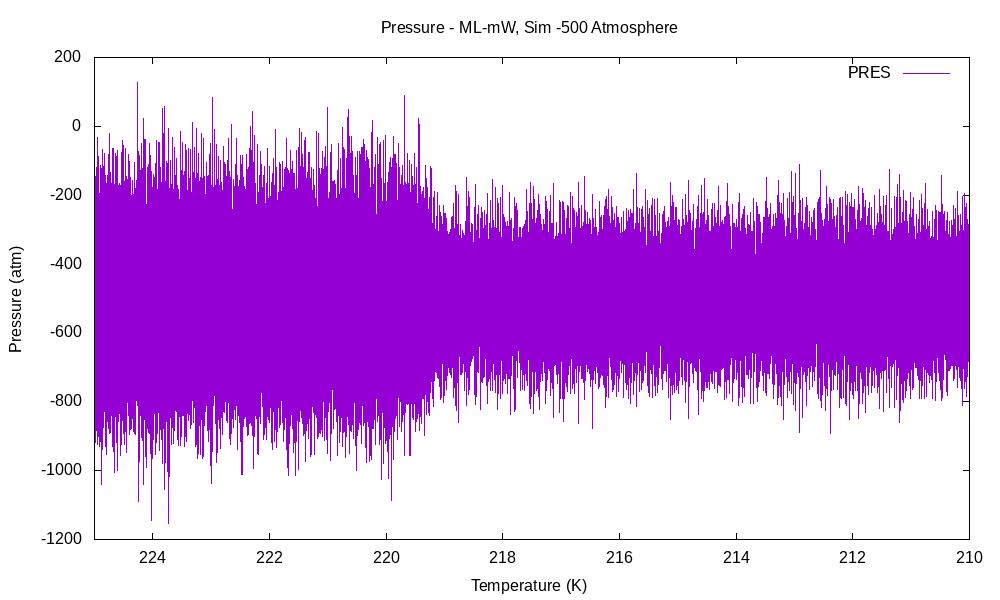 Pressure - ML-mW, Sim -500 Atmosphere
PRES
200
0
-200
-400
-600
-800
-1000
-1200
Pressure (atm)
224 222 220 218 216 214 212 210
Temperature (K)